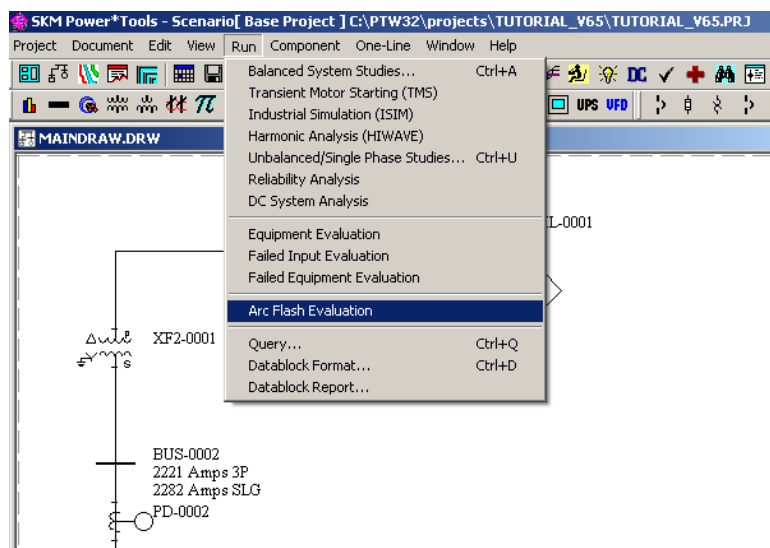 SKM Power*Tools - Scenario[ Base Project ] C:\PTW32\projects\TUTORIAL_V65\TUTORIAL_V65.PRJ
Project Document Edit View Run Component One-Line Window Help
DC
UPS VFD
MAINDRAW.DRW
Balanced System Studies... Ctrl+A
Transient Motor Starting (TMS)
Industrial Simulation (ISIM)
Harmonic Analysis (HIWAVE)
Unbalanced/Single Phase Studies... Ctrl+U
Reliability Analysis
DC System Analysis
Equipment Evaluation
Failed Input Evaluation
Failed Equipment Evaluation
Arc Flash Evaluation
Query... Ctrl+Q
Datablock Format... Ctrl+D
Datablock Report...
IL-0001
XF2-0001
S
BUS-0002
2221 Amps 3P
2282 Amps SLG
PD-0002